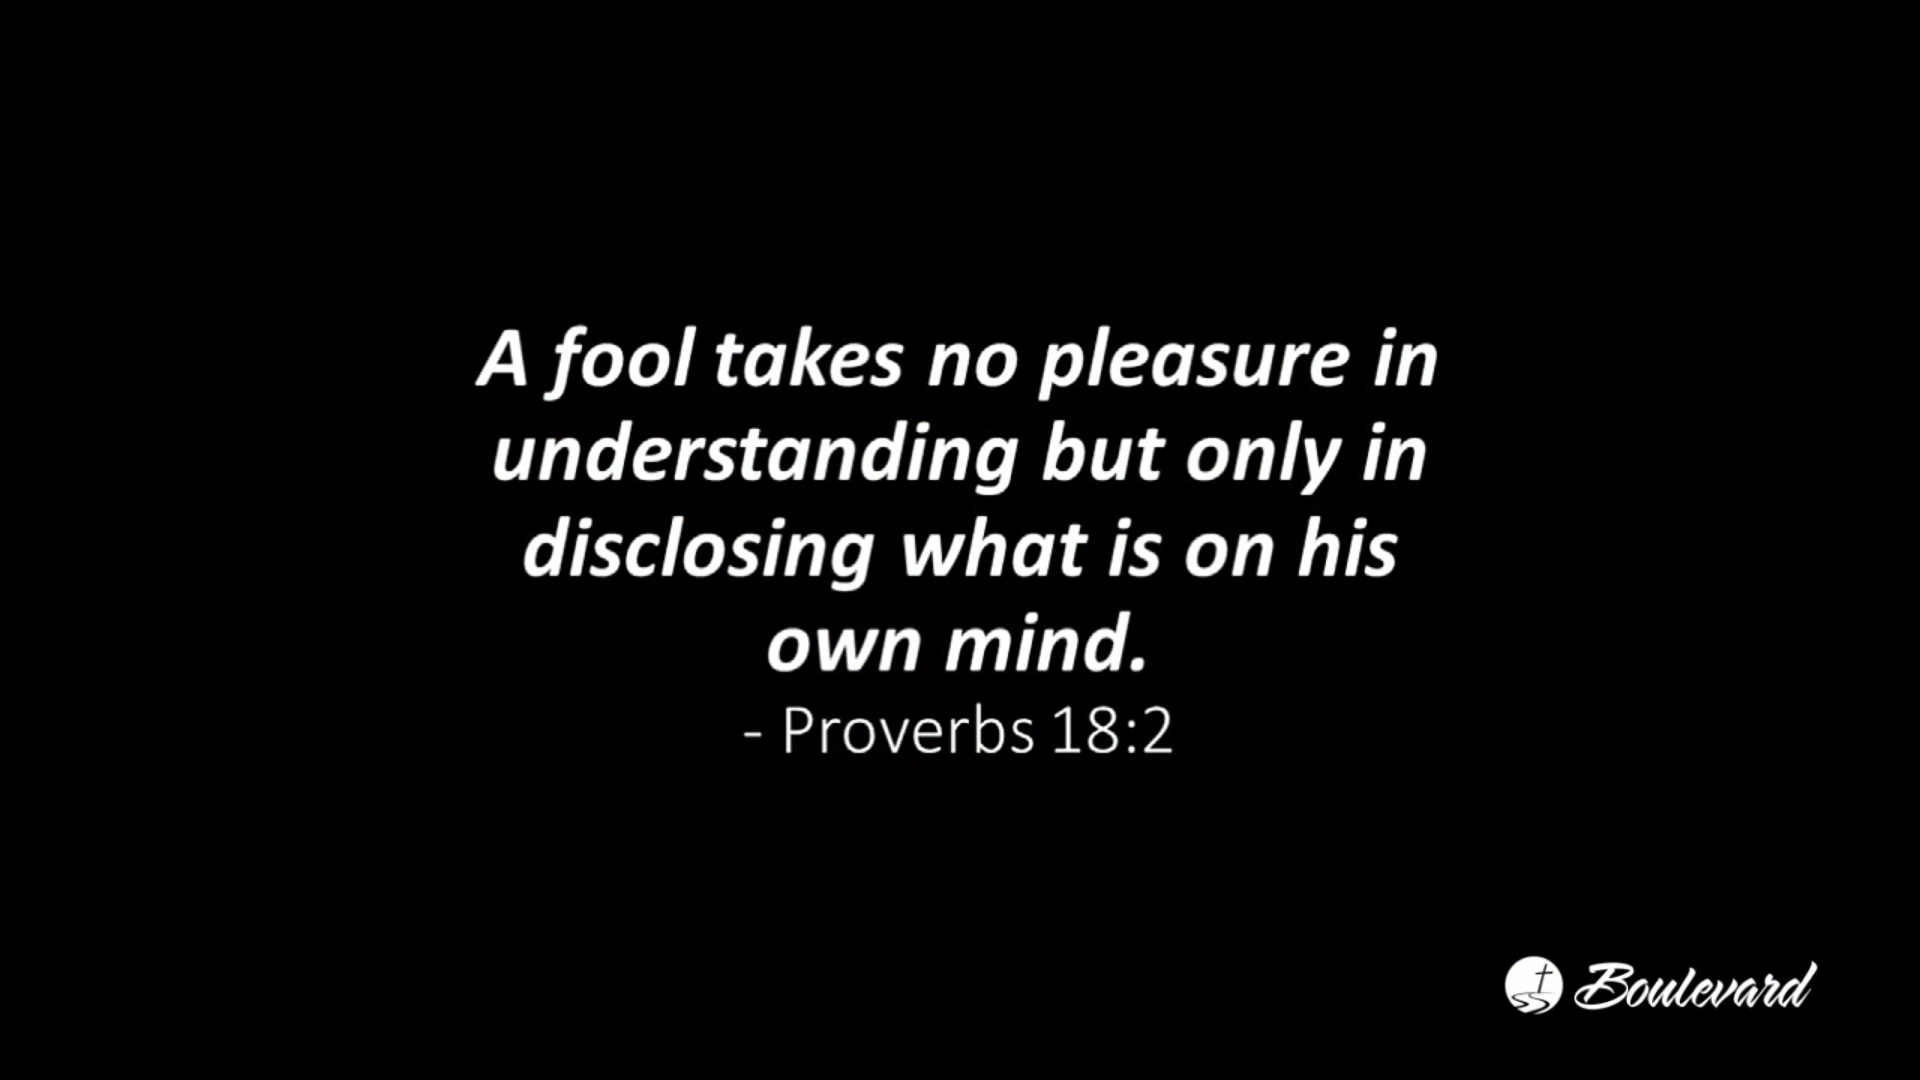 A fool takes no pleasure in
understanding but only in
disclosing what is on his
own mind.
- Proverbs 18:2
Boulevard